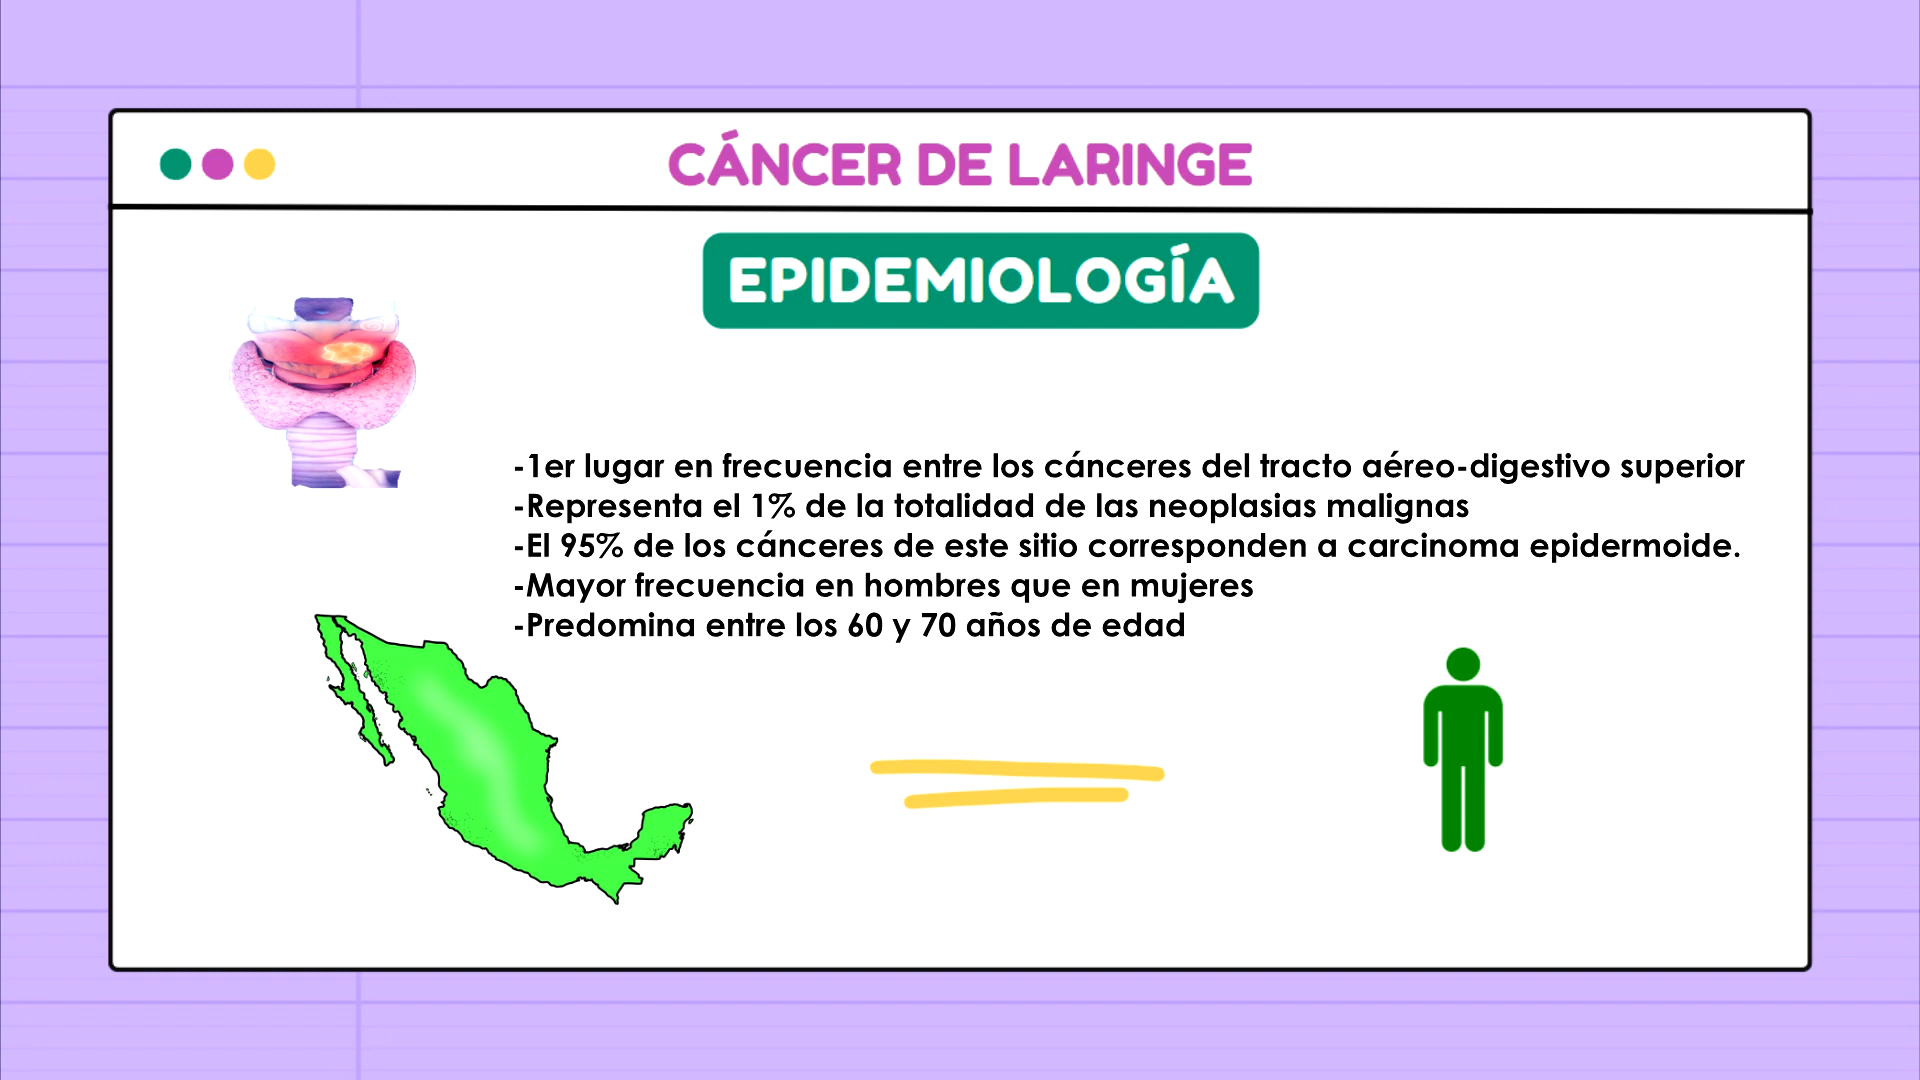 CÁNCER DE LARINGE
EPIDEMIOLOGÍA
-1er lugar en frecuencia entre los cánceres del tracto aéreo-digestivo superior
-Representa el 1% de la totalidad de las neoplasias malignas
-El 95% de los cánceres de este sitio corresponden a carcinoma epidermoide.
-Mayor frecuencia en hombres que en mujeres
-Predomina entre los 60 y 70 años de edad